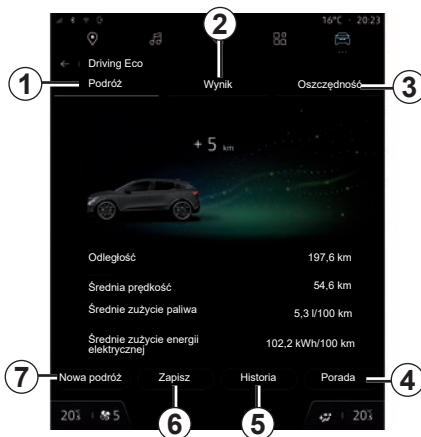 2
16°C 20:23
Driving Eco
1 Podróż Wynik Oszczędność 3
+ 5 km
Odległość 197,6 km
Średnia prędkość 54,6 km
Średnie zużycie paliwa 5,3 l/100 km
Średnie zużycie energii
elektrycznej 102,2 kWh/100 km
7 Nowa podróż Zapisz Historia Porada 4
20 5 20
6 5